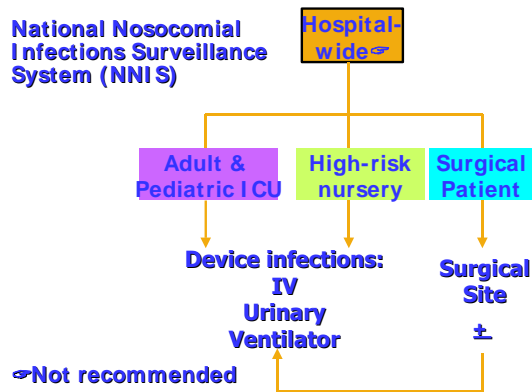 National Nosocomial
Infections Surveillance
System (NNIS)
Hospital-
wide☞
Adult &
Pediatric ICU
High-risk
nursery
Surgical
Patient
Device infections:
IV
Urinary
Ventilator
Surgical
Site
±
☞Not recommended